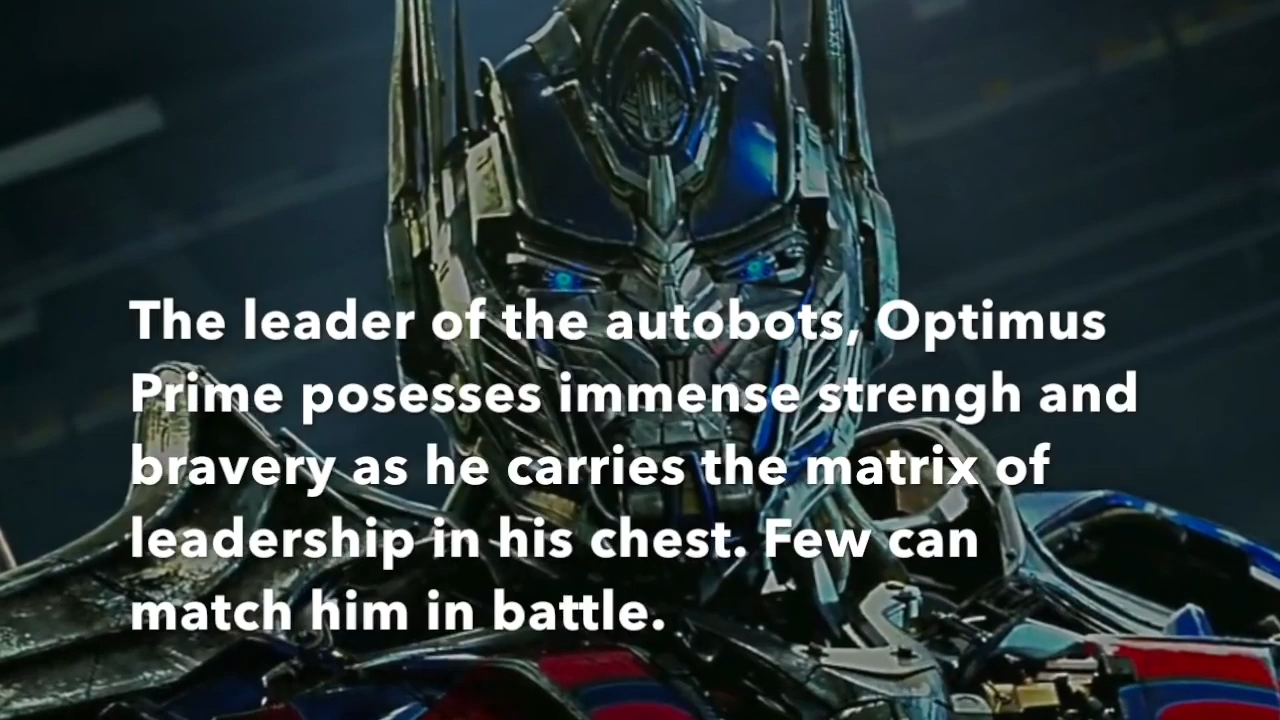 The leader of the autobots, Optimus
Prime posesses immense strengh and
bravery as he carries the matrix of
leadership in his chest. Few can
match him in battle.